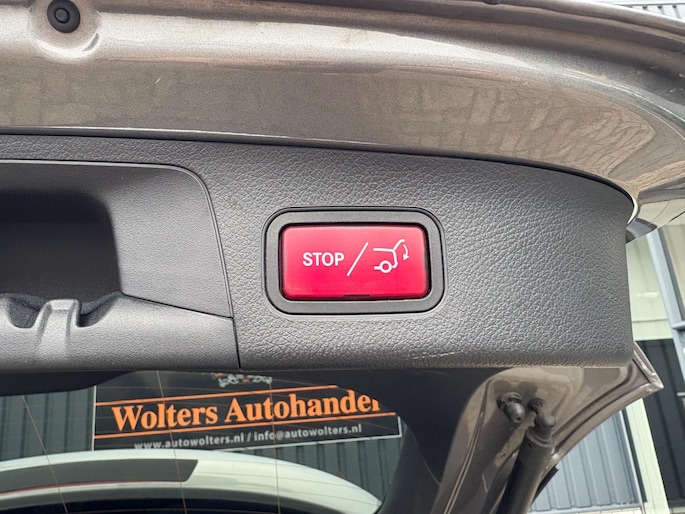 STOP /
Wolters Autohandel
www.autowolters.nl / info@autowolters.nl